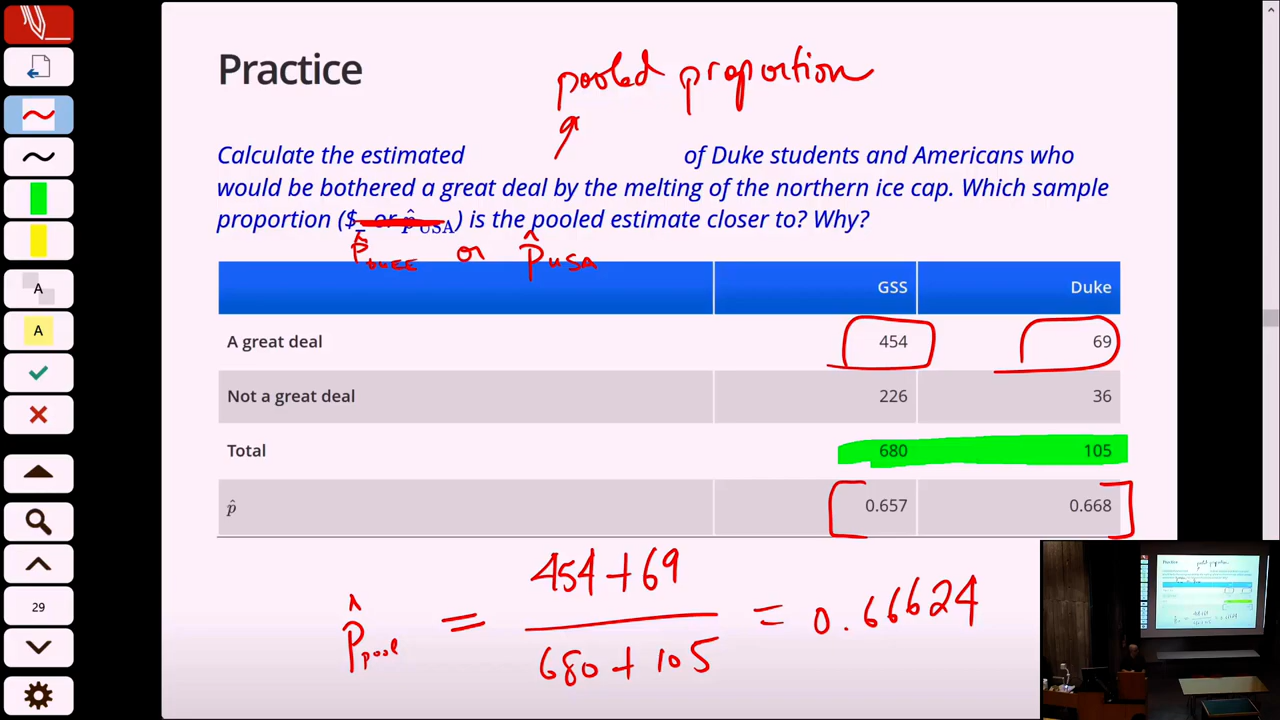 Practice
pooled proportion
Calculate the estimated of Duke students and Americans who
would be bothered a great deal by the melting of the northern ice cap. Which sample
proportion ($_ or p̂USA) is the pooled estimate closer to? Why?
p̂DUKE or p̂USA
GSS Duke
A great deal 454 69
Not a great deal 226 36
Total 680 105
p̂ 0.657 0.668
p̂pool = 454+69 / 680+105 = 0.66624
A
A
29